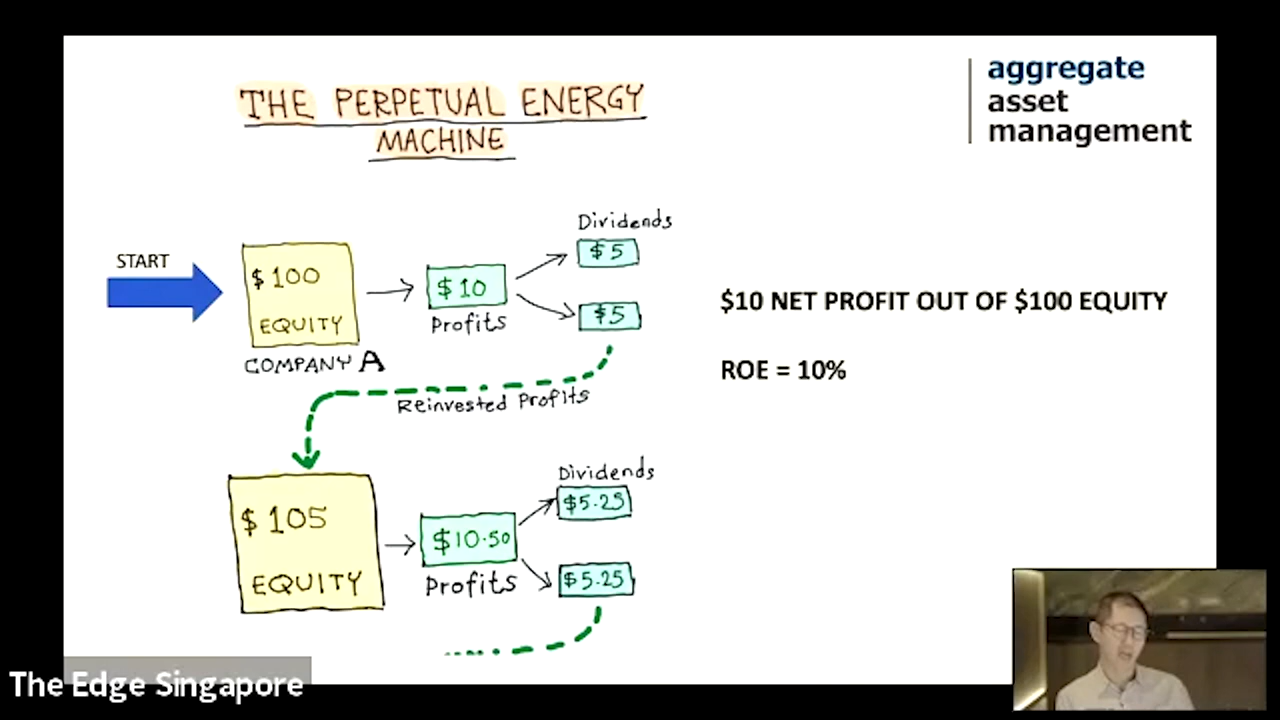 THE PERPETUAL ENERGY
MACHINE
aggregate
asset
management
START
$100
EQUITY
COMPANY A
$10
Profits
Dividends
$5
$5
Reinvested Profits
$10 NET PROFIT OUT OF $100 EQUITY
ROE = 10%
$105
EQUITY
$10.50
Profits
Dividends
$5.25
$5.25
The Edge Singapore